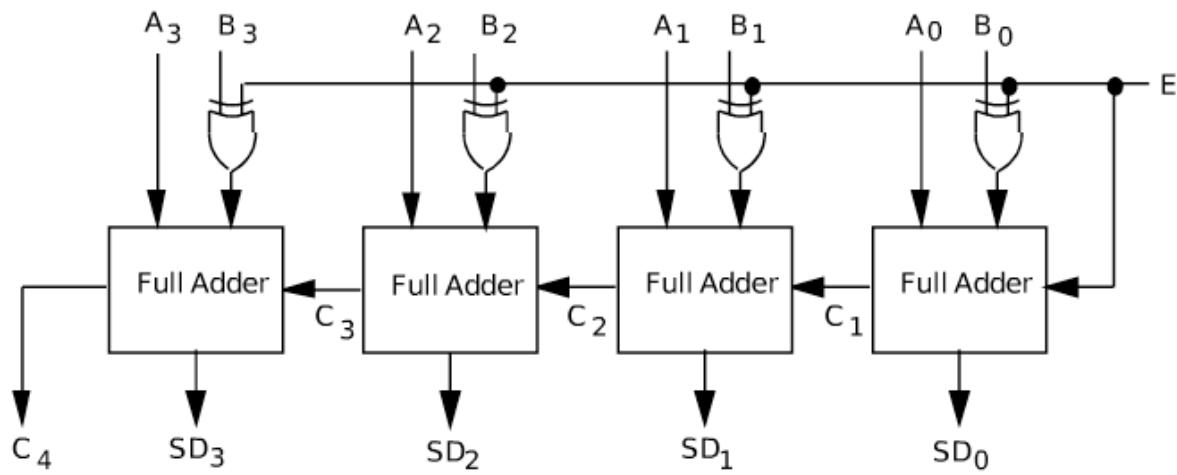 A3 B3 A2 B2 A1 B1 A0 B0
E
Full Adder Full Adder Full Adder Full Adder
C3 C2 C1
C4 SD3 SD2 SD1 SD0